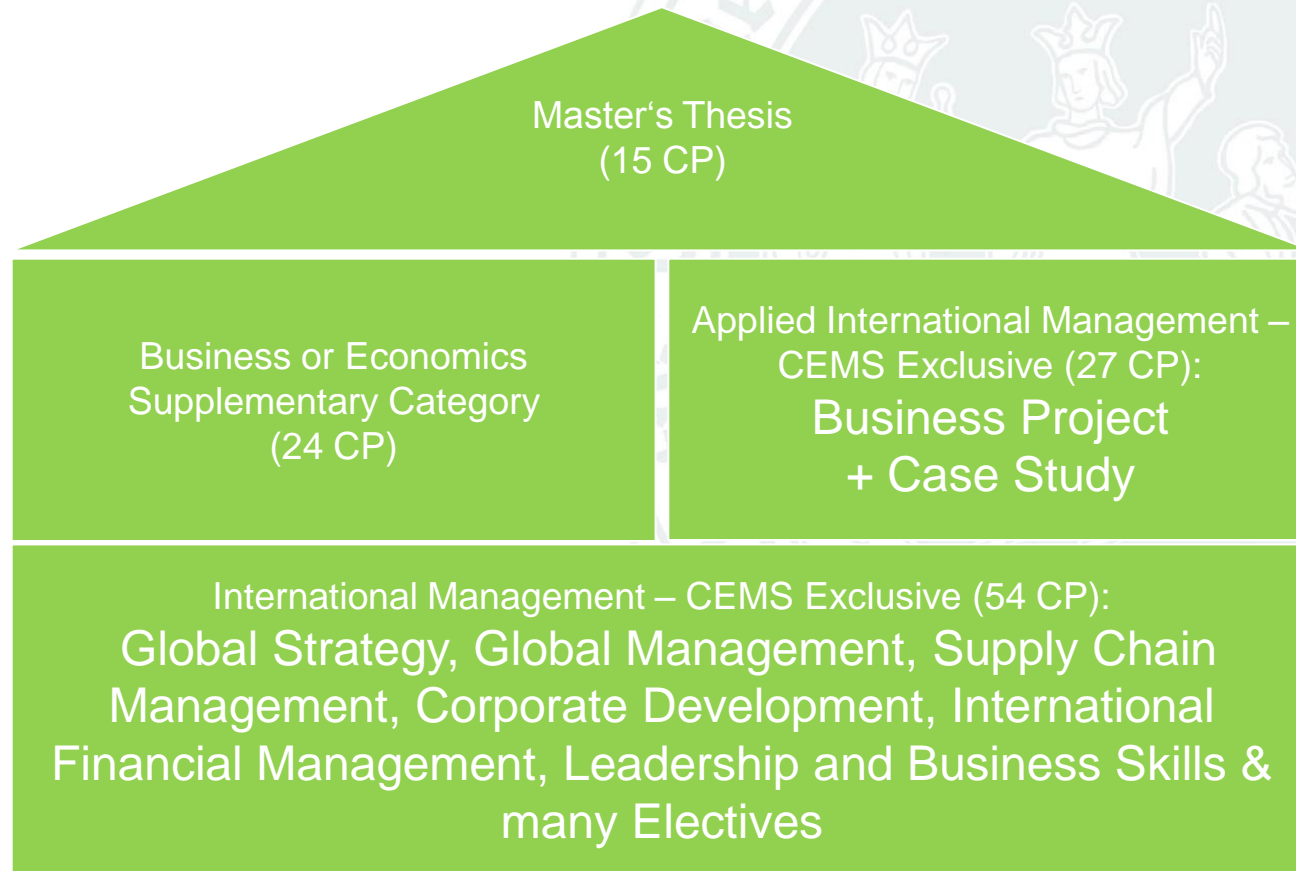 Master‘s Thesis
(15 CP)
Business or Economics
Supplementary Category
(24 CP)
Applied International Management –
CEMS Exclusive (27 CP):
Business Project
+ Case Study
International Management – CEMS Exclusive (54 CP):
Global Strategy, Global Management, Supply Chain
Management, Corporate Development, International
Financial Management, Leadership and Business Skills &
many Electives